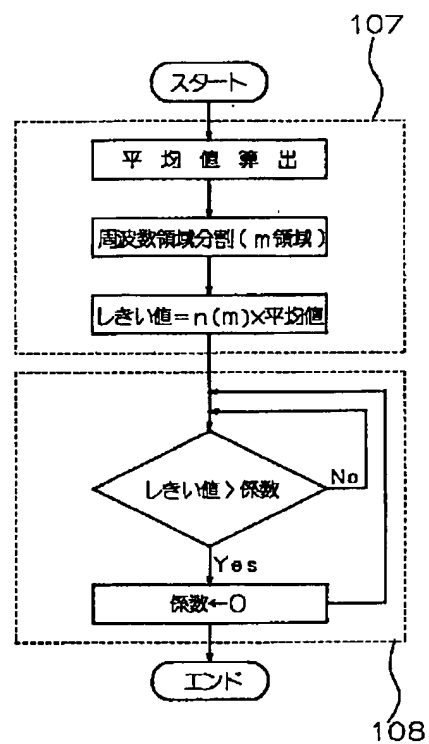 107
スタート
平均値算出
周波数領域分割(m領域)
しきい値=n(m)×平均値
しきい値>係数
No
Yes
係数←0
エンド
108